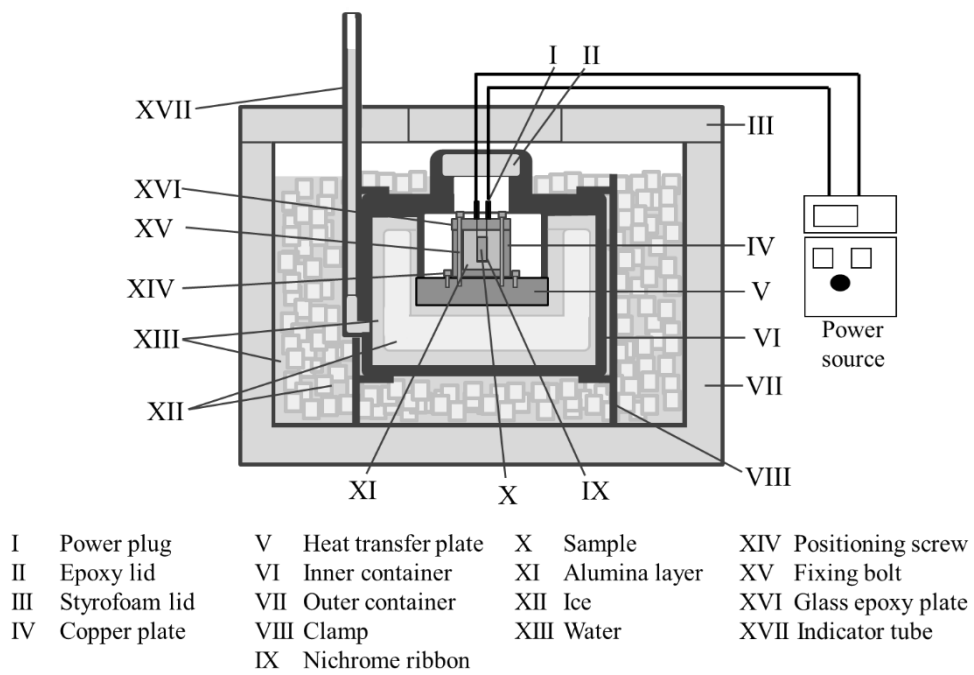 I II
XVII III
XVI
XV IV
XIV V
Power
source
XIII VI
XII VII
XI X IX VIII
I Power plug V Heat transfer plate X Sample XIV Positioning screw
II Epoxy lid VI Inner container XI Alumina layer XV Fixing bolt
III Styrofoam lid VII Outer container XII Ice XVI Glass epoxy plate
IV Copper plate VIII Clamp XIII Water XVII Indicator tube
IX Nichrome ribbon